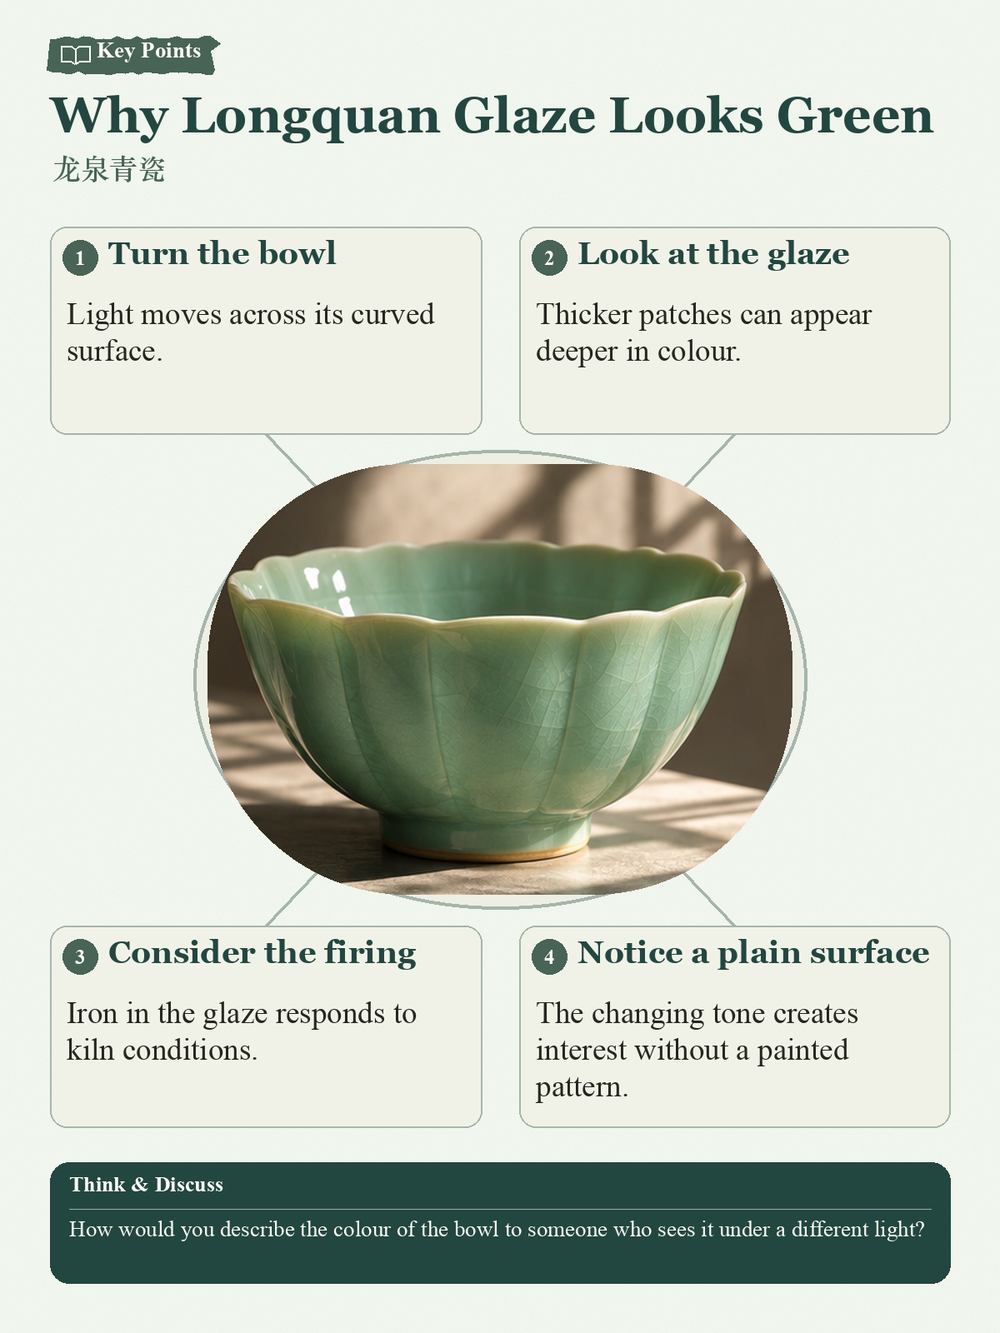 Key Points
Why Longquan Glaze Looks Green
龙泉青瓷
1 Turn the bowl
Light moves across its curved
surface.
2 Look at the glaze
Thicker patches can appear
deeper in colour.
3 Consider the firing
Iron in the glaze responds to
kiln conditions.
4 Notice a plain surface
The changing tone creates
interest without a painted
pattern.
Think & Discuss
How would you describe the colour of the bowl to someone who sees it under a different light?